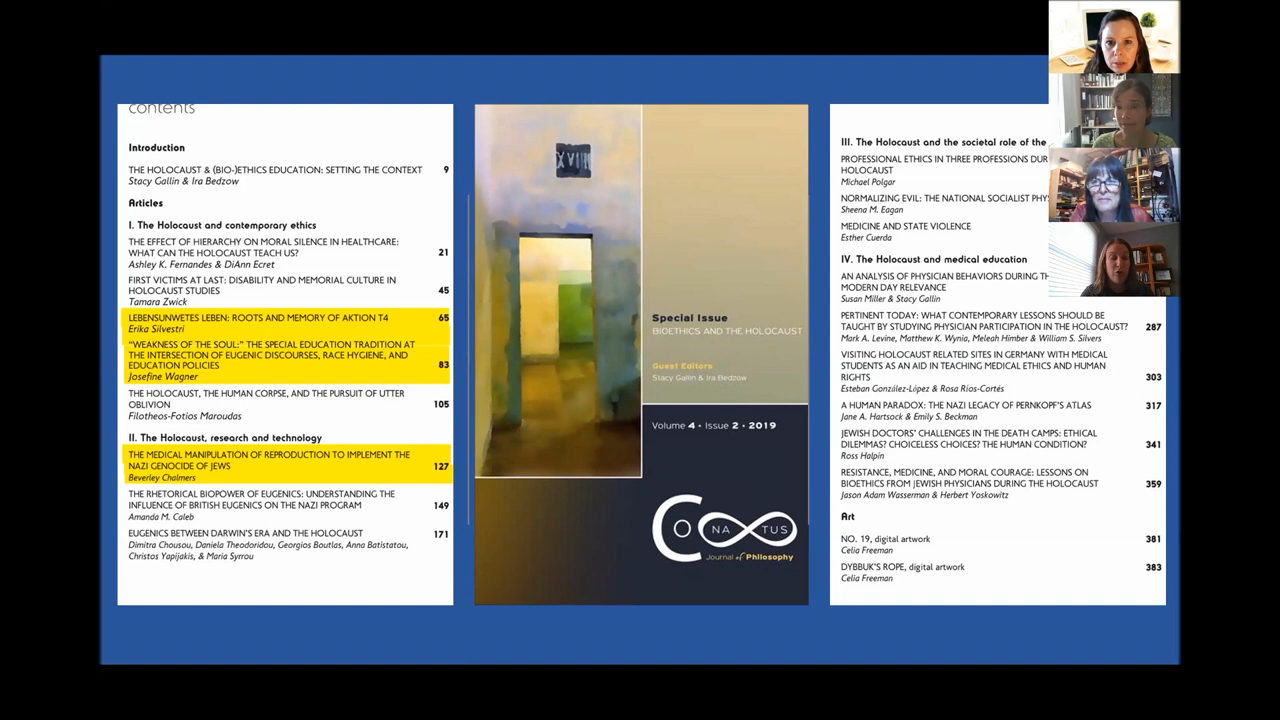 contents
Introduction
THE HOLOCAUST & (BIO-)ETHICS EDUCATION: SETTING THE CONTEXT 9
Stacy Gallin & Ira Bedzow
Articles
I. The Holocaust and contemporary ethics
THE EFFECT OF HIERARCHY ON MORAL SILENCE IN HEALTHCARE:
WHAT CAN THE HOLOCAUST TEACH US? 21
Ashley K. Fernandes & DiAnn Ecret
FIRST VICTIMS AT LAST: DISABILITY AND MEMORIAL CULTURE IN
HOLOCAUST STUDIES 45
Tamara Zwick
LEBENSUNWETES LEBEN: ROOTS AND MEMORY OF AKTION T4 65
Erika Silvestri
“WEAKNESS OF THE SOUL:” THE SPECIAL EDUCATION TRADITION AT
THE INTERSECTION OF EUGENIC DISCOURSES, RACE HYGIENE, AND
EDUCATION POLICIES 83
Josefine Wagner
THE HOLOCAUST, THE HUMAN CORPSE, AND THE PURSUIT OF UTTER
OBLIVION 105
Filotheos-Fotios Maroudas
II. The Holocaust, research and technology
THE MEDICAL MANIPULATION OF REPRODUCTION TO IMPLEMENT THE
NAZI GENOCIDE OF JEWS 127
Beverley Chalmers
THE RHETORICAL BIOPOWER OF EUGENICS: UNDERSTANDING THE
INFLUENCE OF BRITISH EUGENICS ON THE NAZI PROGRAM 149
Amanda M. Caleb
EUGENICS BETWEEN DARWIN’S ERA AND THE HOLOCAUST 171
Dimitra Chousou, Daniela Theodoridou, Georgios Boutlas, Anna Batistatou,
Christos Yapijakis, & Maria Syrrou
XVIII
Special Issue
BIOETHICS AND THE HOLOCAUST
Guest Editors
Stacy Gallin & Ira Bedzow
Volume 4 • Issue 2 • 2019
CONATUS
Journal of Philosophy
III. The Holocaust and the societal role of the
PROFESSIONAL ETHICS IN THREE PROFESSIONS DUR
HOLOCAUST
Michael Polgar
NORMALIZING EVIL: THE NATIONAL SOCIALIST PHYS
Sheena M. Eagan
MEDICINE AND STATE VIOLENCE
Esther Cuerda
IV. The Holocaust and medical education
AN ANALYSIS OF PHYSICIAN BEHAVIORS DURING TH
MODERN DAY RELEVANCE
Susan Miller & Stacy Gallin
PERTINENT TODAY: WHAT CONTEMPORARY LESSONS SHOULD BE
TAUGHT BY STUDYING PHYSICIAN PARTICIPATION IN THE HOLOCAUST? 287
Mark A. Levine, Matthew K. Wynia, Meleah Himber & William S. Silvers
VISITING HOLOCAUST RELATED SITES IN GERMANY WITH MEDICAL
STUDENTS AS AN AID IN TEACHING MEDICAL ETHICS AND HUMAN
RIGHTS 303
Esteban González-López & Rosa Ríos-Cortés
A HUMAN PARADOX: THE NAZI LEGACY OF PERNKOPF’S ATLAS 317
Jane A. Hartsock & Emily S. Beckman
JEWISH DOCTORS’ CHALLENGES IN THE DEATH CAMPS: ETHICAL
DILEMMAS? CHOICELESS CHOICES? THE HUMAN CONDITION? 341
Ross Halpin
RESISTANCE, MEDICINE, AND MORAL COURAGE: LESSONS ON
BIOETHICS FROM JEWISH PHYSICIANS DURING THE HOLOCAUST 359
Jason Adam Wasserman & Herbert Yoskowitz
Art
NO. 19, digital artwork 381
Celia Freeman
DYBBUK’S ROPE, digital artwork 383
Celia Freeman